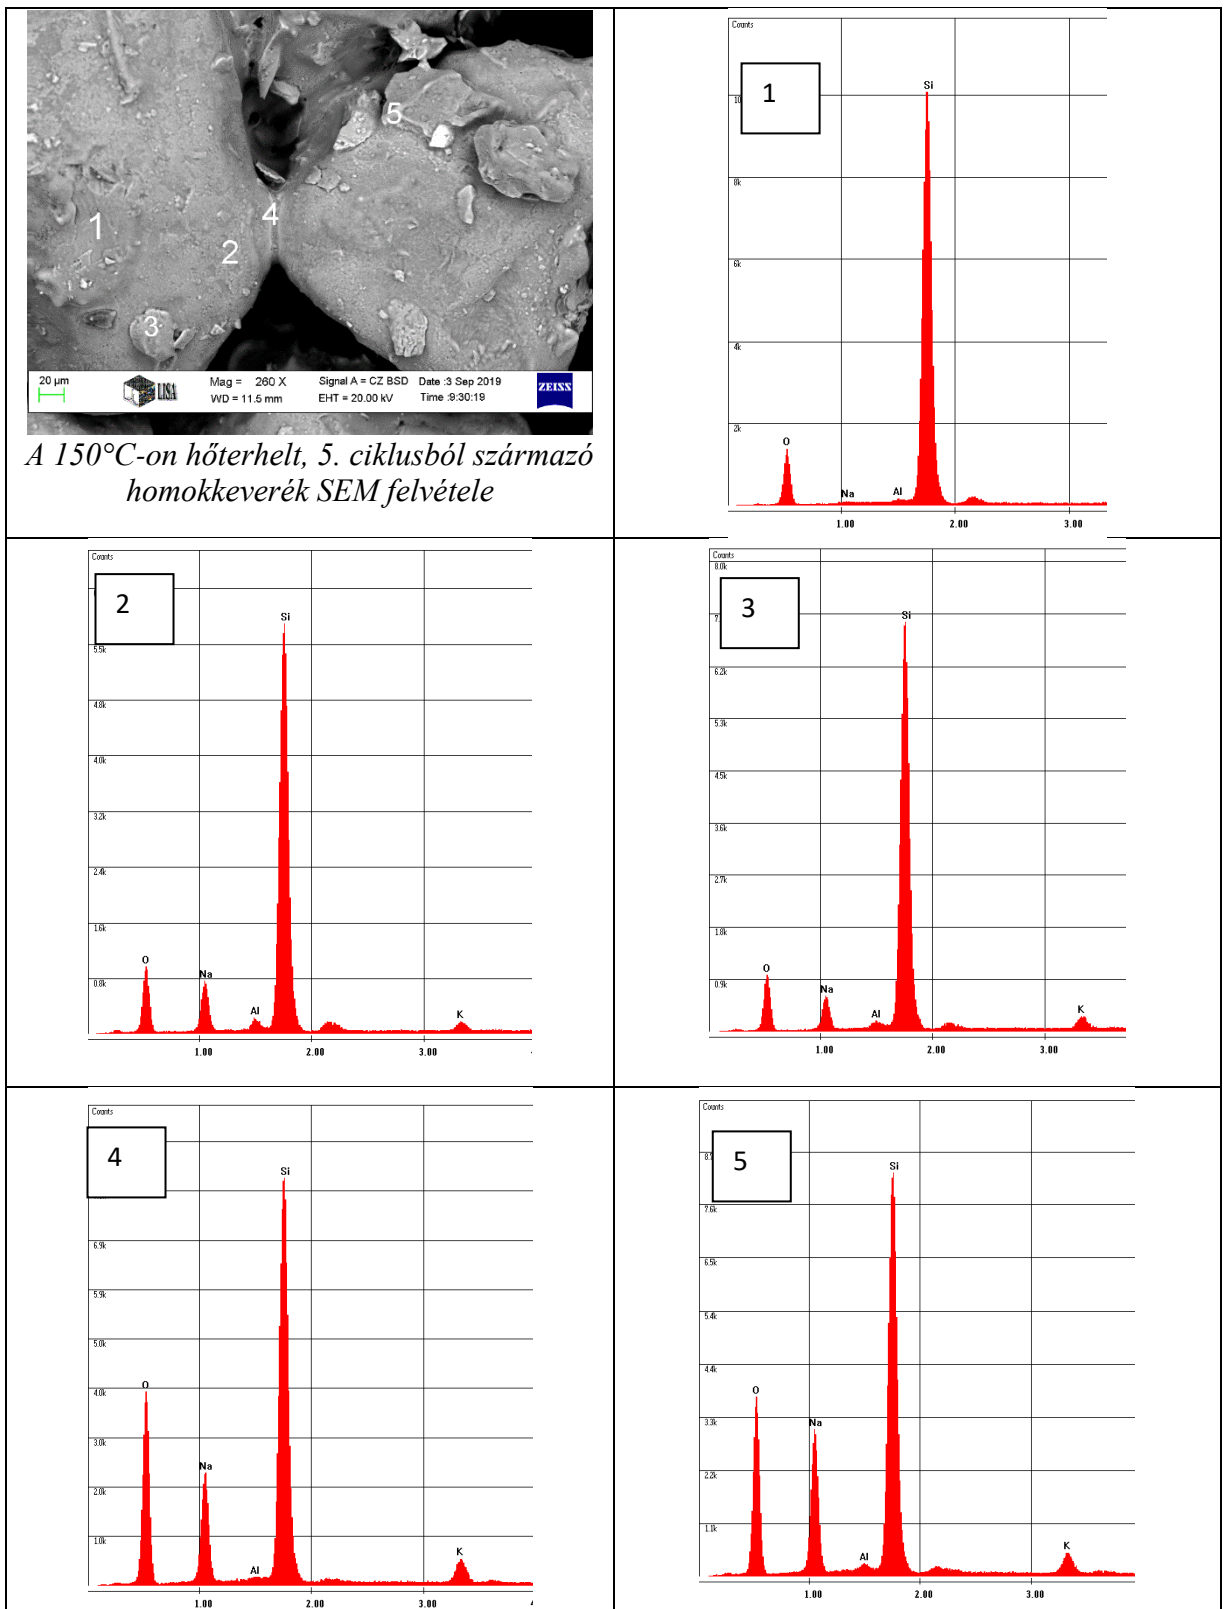 1
2
3
4
5
20 µm
LISA
Mag = 260 X
WD = 11.5 mm
Signal A = CZ BSD
EHT = 20.00 kV
Date :3 Sep 2019
Time :9:30:19
ZEISS
A 150°C-on hőterhelt, 5. ciklusból származó
homokkeverék SEM felvétele
Counts
1
Si
8k
6k
4k
2k
O
Na
Al
1.00 2.00 3.00
Counts
2
Si
5.5k
4.8k
4.0k
3.2k
2.4k
1.6k
0.8k
O
Na
Al
K
1.00 2.00 3.00
Counts
8.0k
3
Si
6.2k
5.3k
4.5k
3.6k
2.7k
1.8k
0.9k
O
Na
Al
K
1.00 2.00 3.00
Counts
4
Si
6.9k
5.9k
5.0k
4.0k
3.0k
2.0k
1.0k
O
Na
Al
K
1.00 2.00 3.00
Counts
5
Si
7.6k
6.5k
5.4k
4.4k
3.3k
2.2k
1.1k
O
Na
Al
K
1.00 2.00 3.00